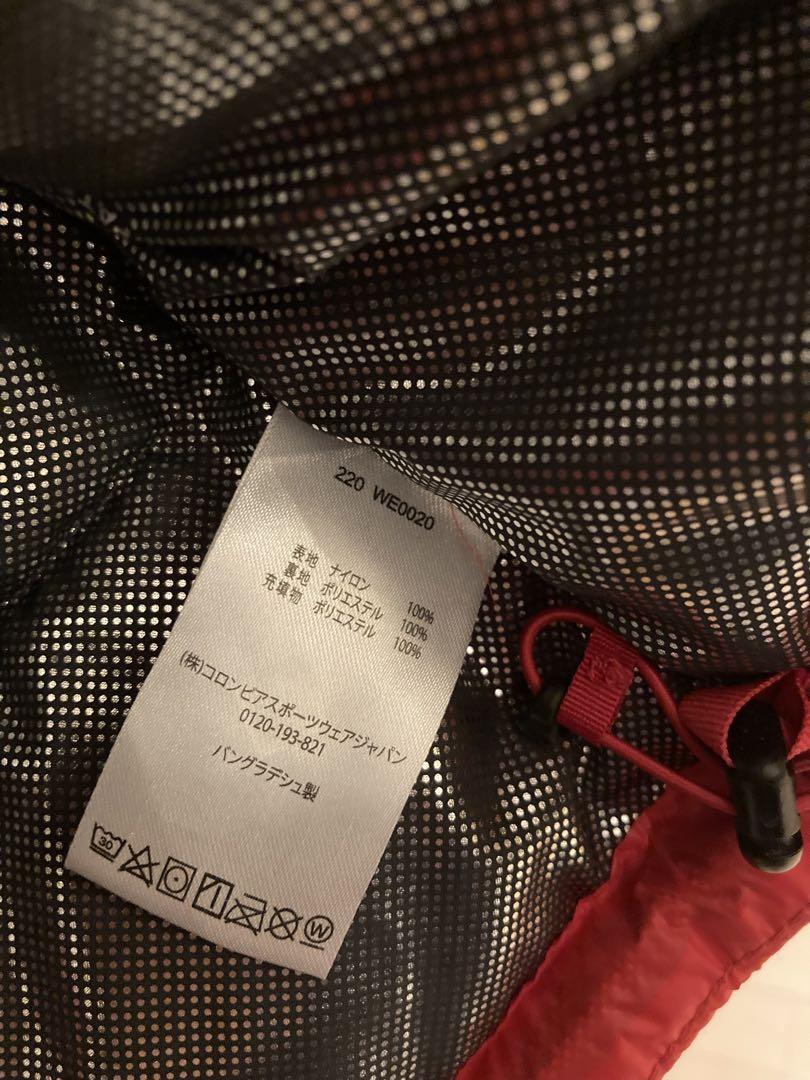 220 WE0020
表地 ナイロン 100%
裏地 ポリエステル 100%
充填物 ポリエステル 100%
(株)コロンビアスポーツウェアジャパン
0120-193-821
バングラデシュ製
30
W